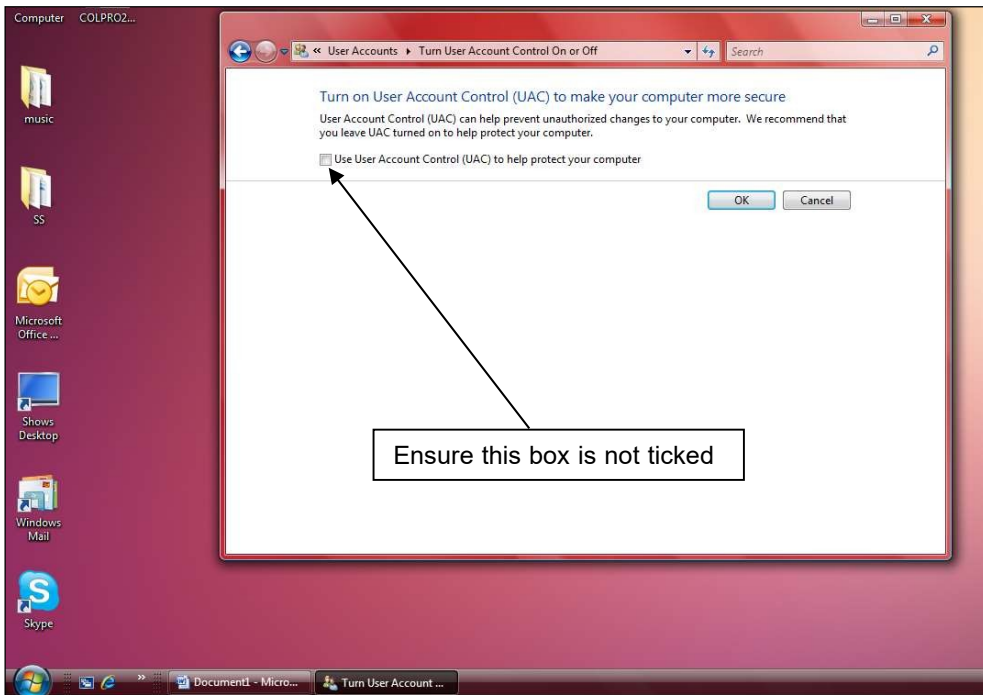 Computer COLPRO2...
« User Accounts Turn User Account Control On or Off
Search
music
Turn on User Account Control (UAC) to make your computer more secure
User Account Control (UAC) can help prevent unauthorized changes to your computer. We recommend that
you leave UAC turned on to help protect your computer.
Use User Account Control (UAC) to help protect your computer
OK Cancel
SS
Microsoft
Office ...
Shows
Desktop
Ensure this box is not ticked
Windows
Mail
Skype
Document1 - Micro...
Turn User Account ...